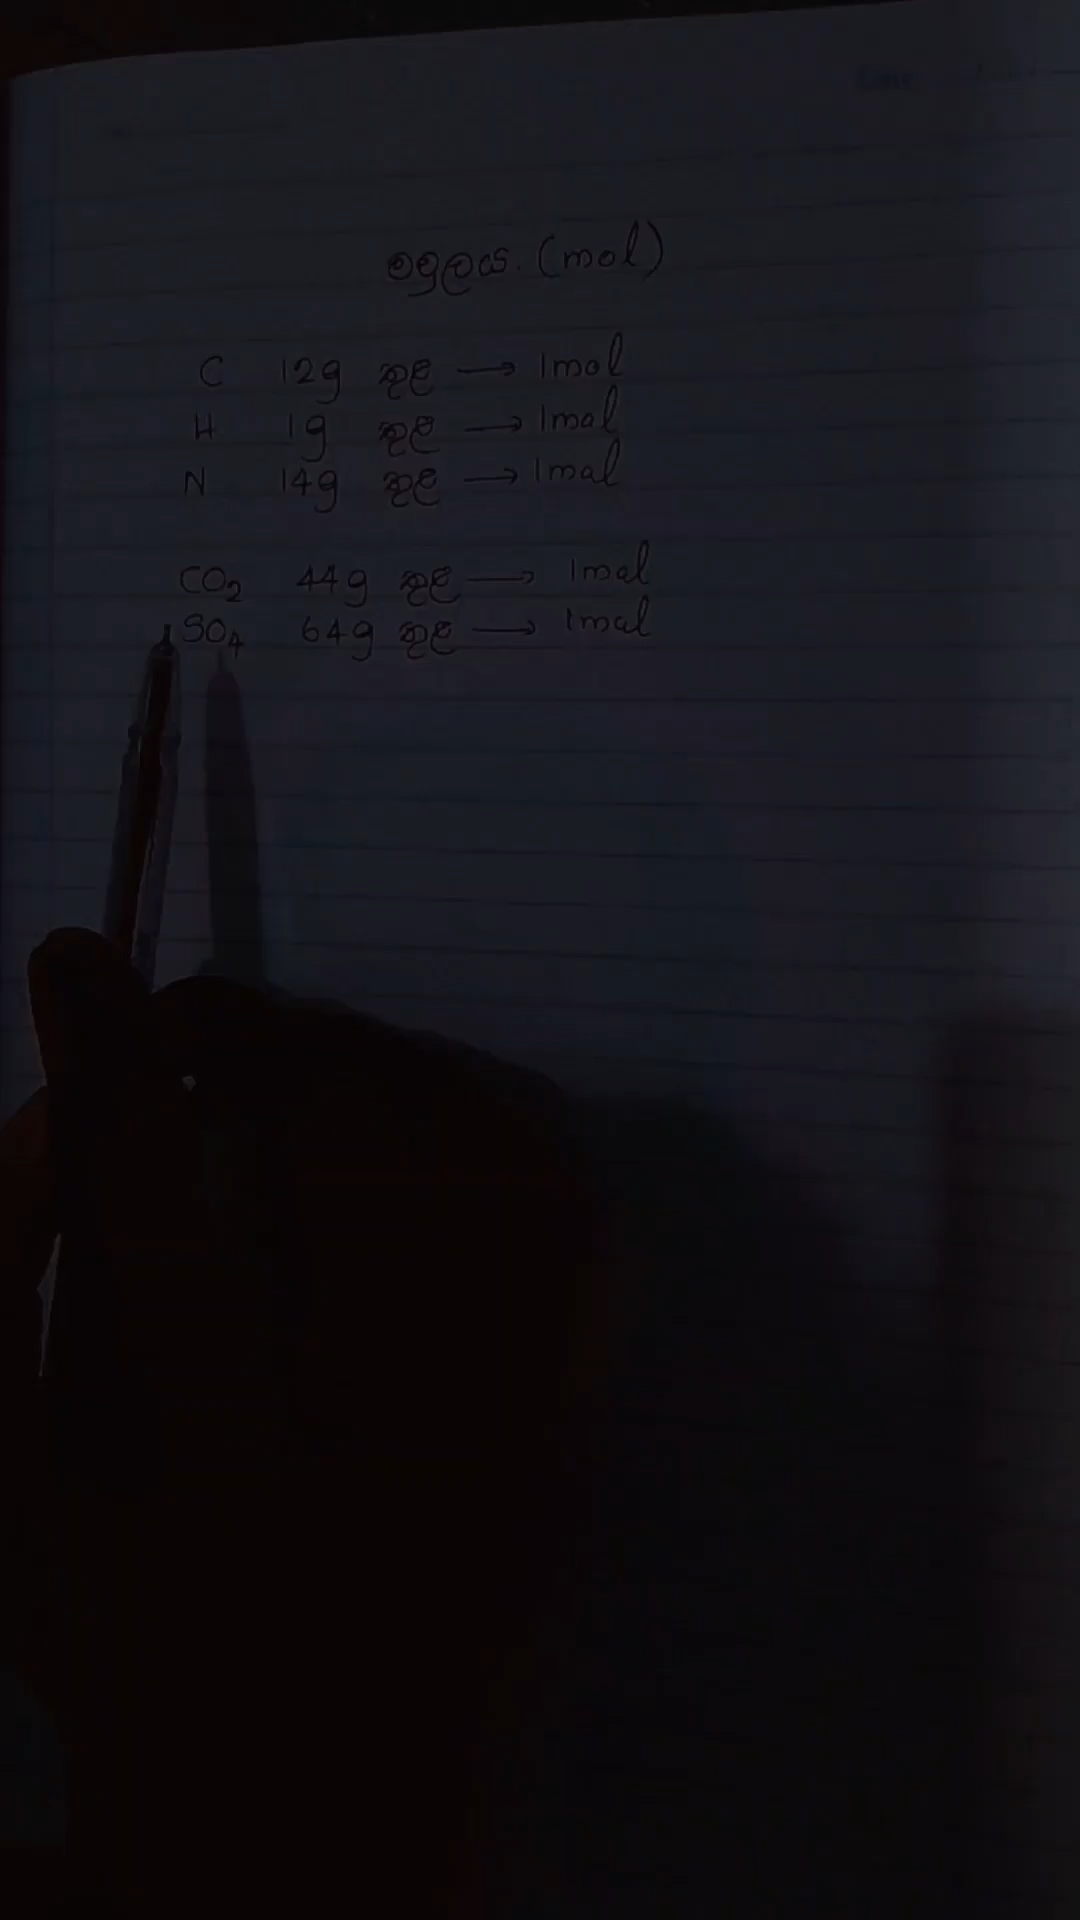 මවුලය. (mol)
C 12g තුළ → 1mol
H 1g තුළ → 1mol
N 14g තුළ → 1mol
CO₂ 44g තුළ → 1mol
SO₄ 64g තුළ → 1mol